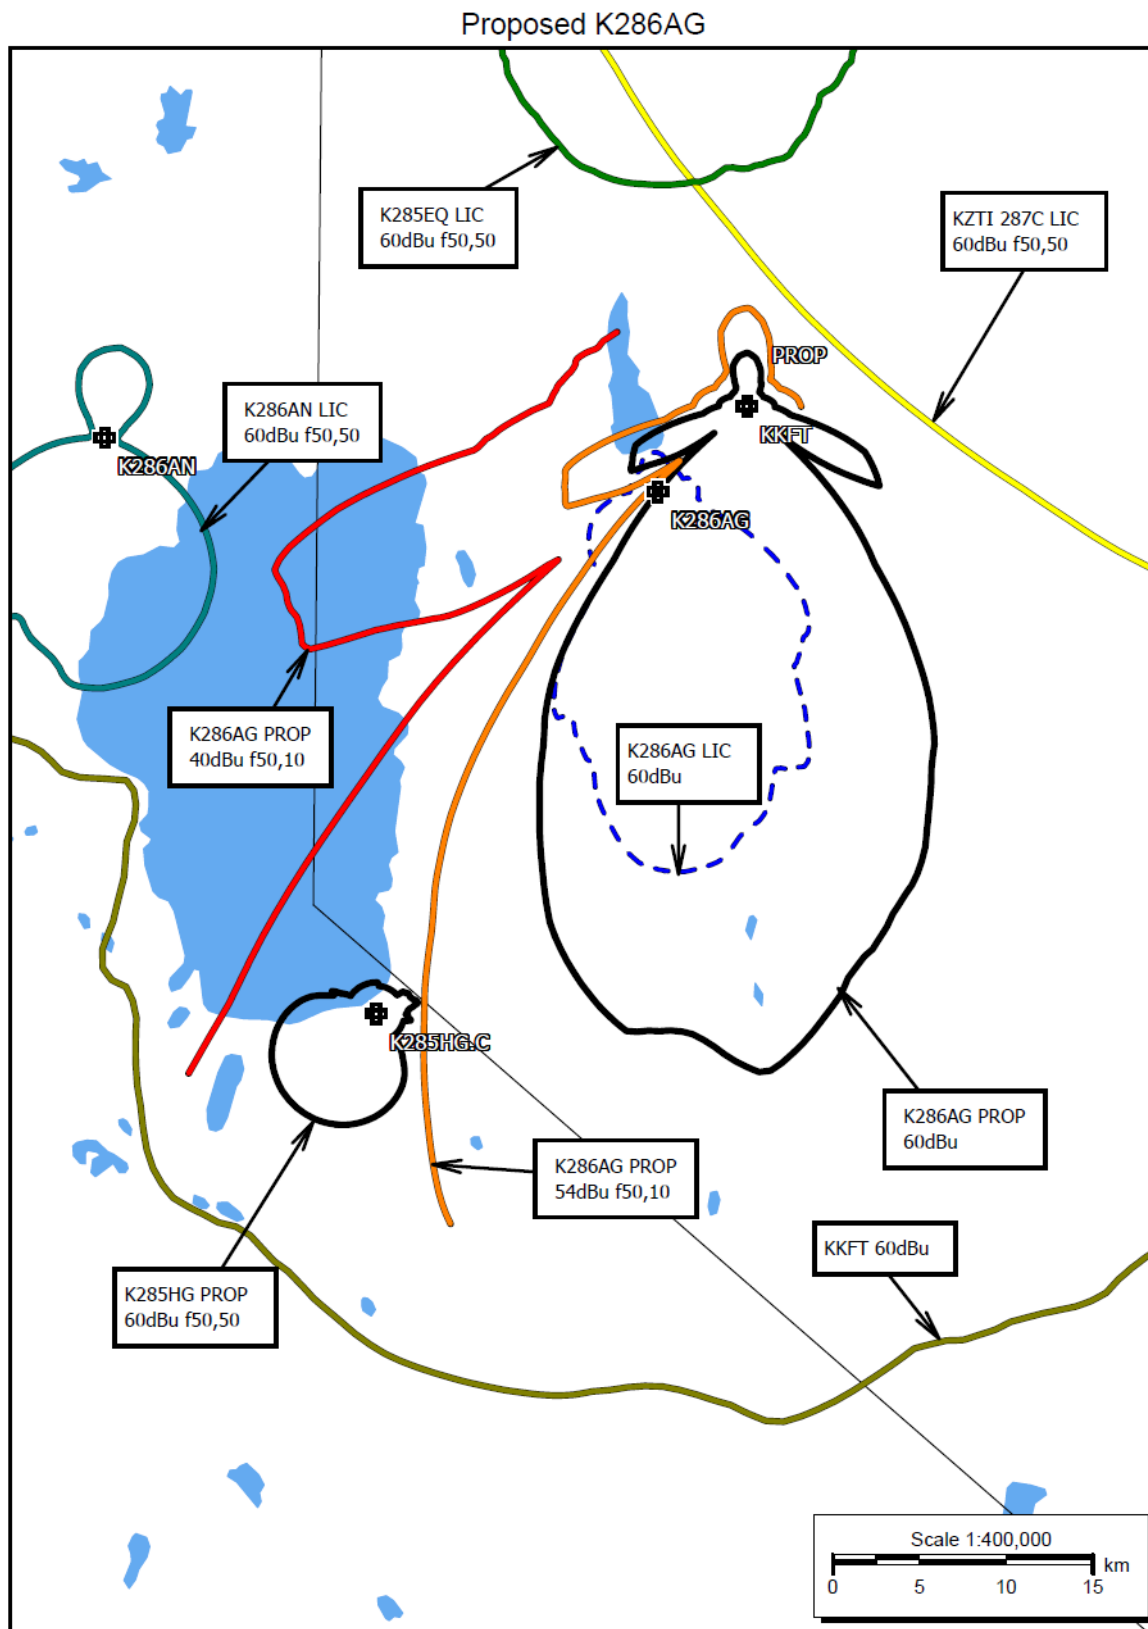 Proposed K286AG
K285EQ LIC
60dBu f50,50
KZTI 287C LIC
60dBu f50,50
PROP
K286AN LIC
60dBu f50,50
KKFT
K286AN
K286AG
K286AG PROP
40dBu f50,10
K286AG LIC
60dBu
K285HG.C
K286AG PROP
60dBu
K286AG PROP
54dBu f50,10
KKFT 60dBu
K285HG PROP
60dBu f50,50
Scale 1:400,000
km
0 5 10 15